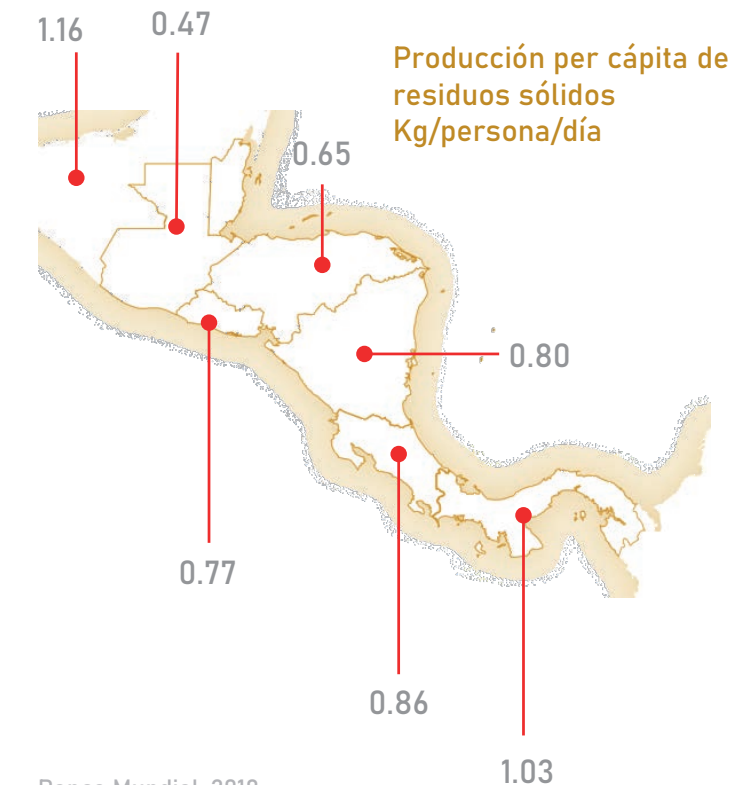 1.16
0.47
Producción per cápita de
residuos sólidos
Kg/persona/día
0.65
0.80
0.77
0.86
1.03